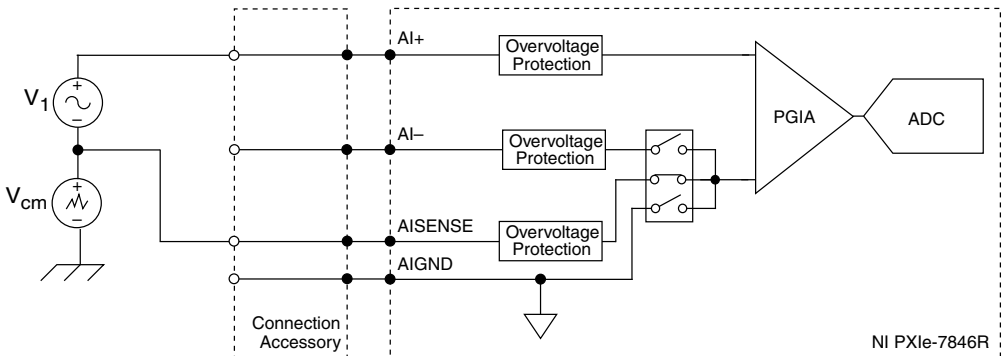 AI+
Overvoltage
Protection
+
V1
−
PGIA
ADC
AI–
Overvoltage
Protection
+
Vcm
−
AISENSE
Overvoltage
Protection
AIGND
Connection
Accessory
NI PXIe-7846R